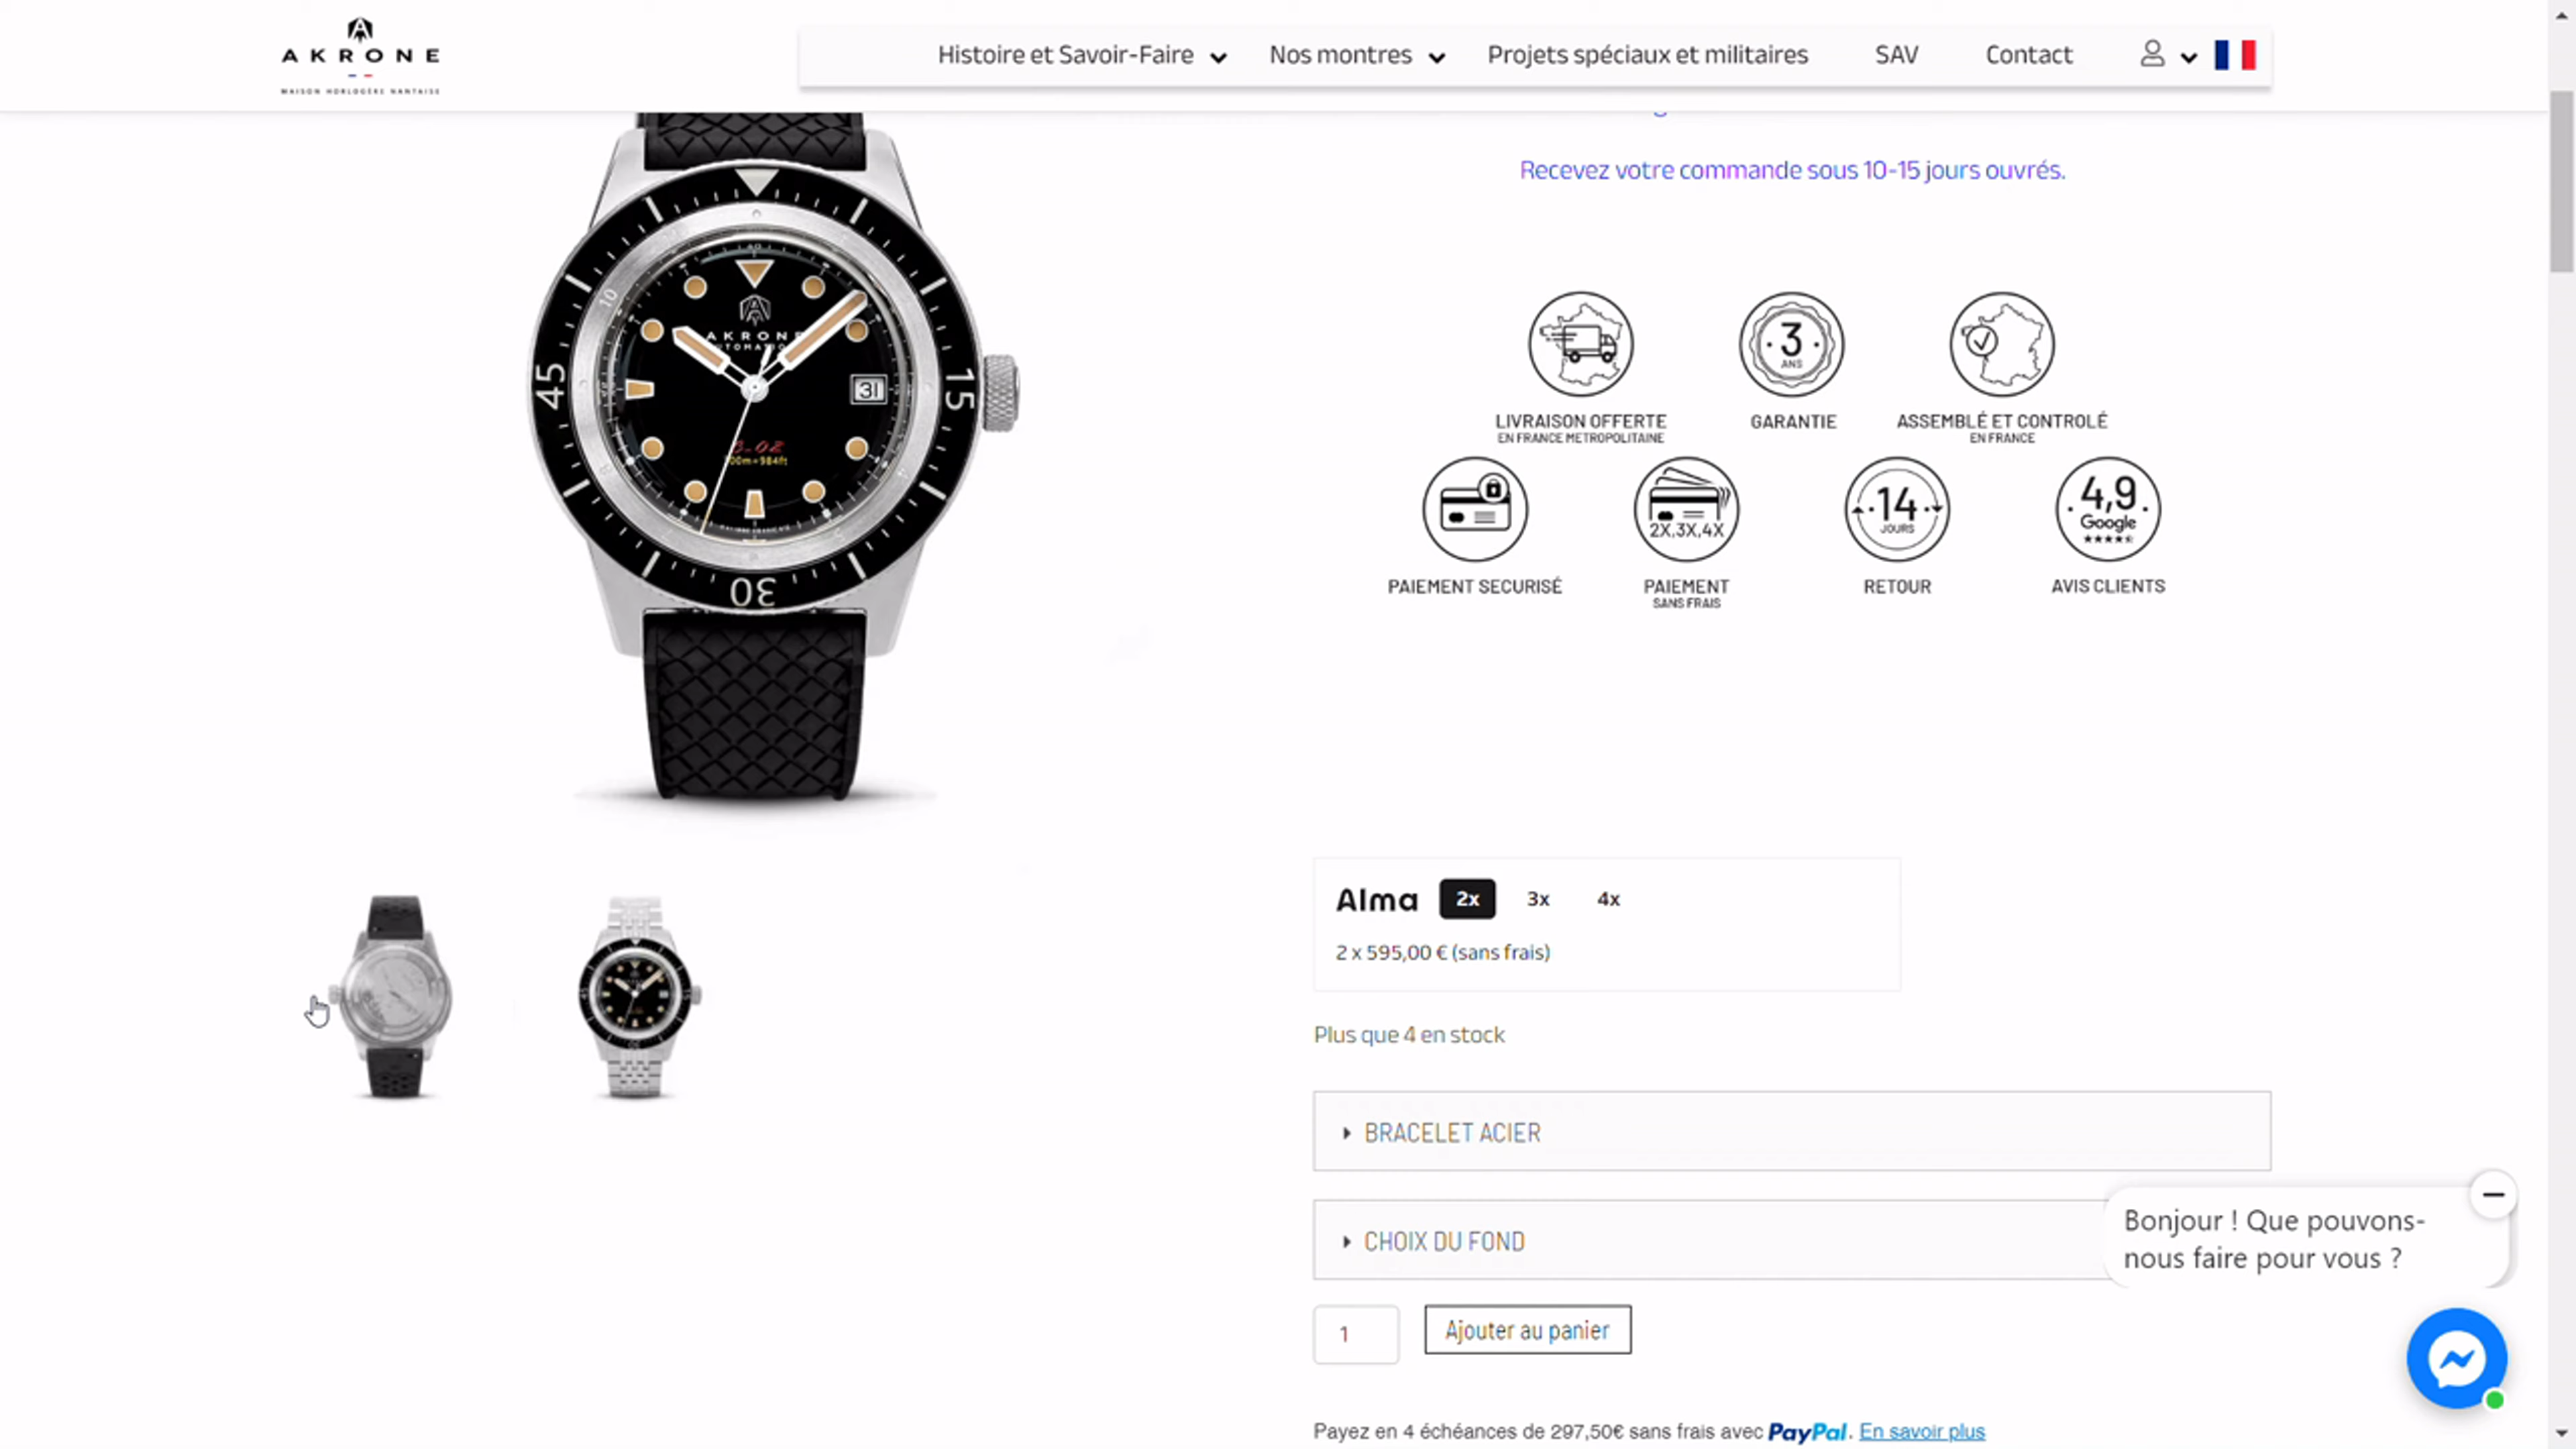 AKRONE
MAISON HORLOGÈRE NANTAISE
Histoire et Savoir-Faire
Nos montres
Projets spéciaux et militaires
SAV
Contact
Recevez votre commande sous 10-15 jours ouvrés.
AKRONE
31
45
15
30
10
3
ANS
LIVRAISON OFFERTE
EN FRANCE METROPOLITAINE
GARANTIE
ASSEMBLÉ ET CONTROLÉ
EN FRANCE
2X,3X,4X
14
JOURS
4,9
Google
PAIEMENT SECURISÉ
PAIEMENT
SANS FRAIS
RETOUR
AVIS CLIENTS
Alma 2x 3x 4x
2 x 595,00 € (sans frais)
Plus que 4 en stock
BRACELET ACIER
CHOIX DU FOND
Bonjour ! Que pouvons-
nous faire pour vous ?
1
Ajouter au panier
Payez en 4 échéances de 297,50€ sans frais avec PayPal. En savoir plus